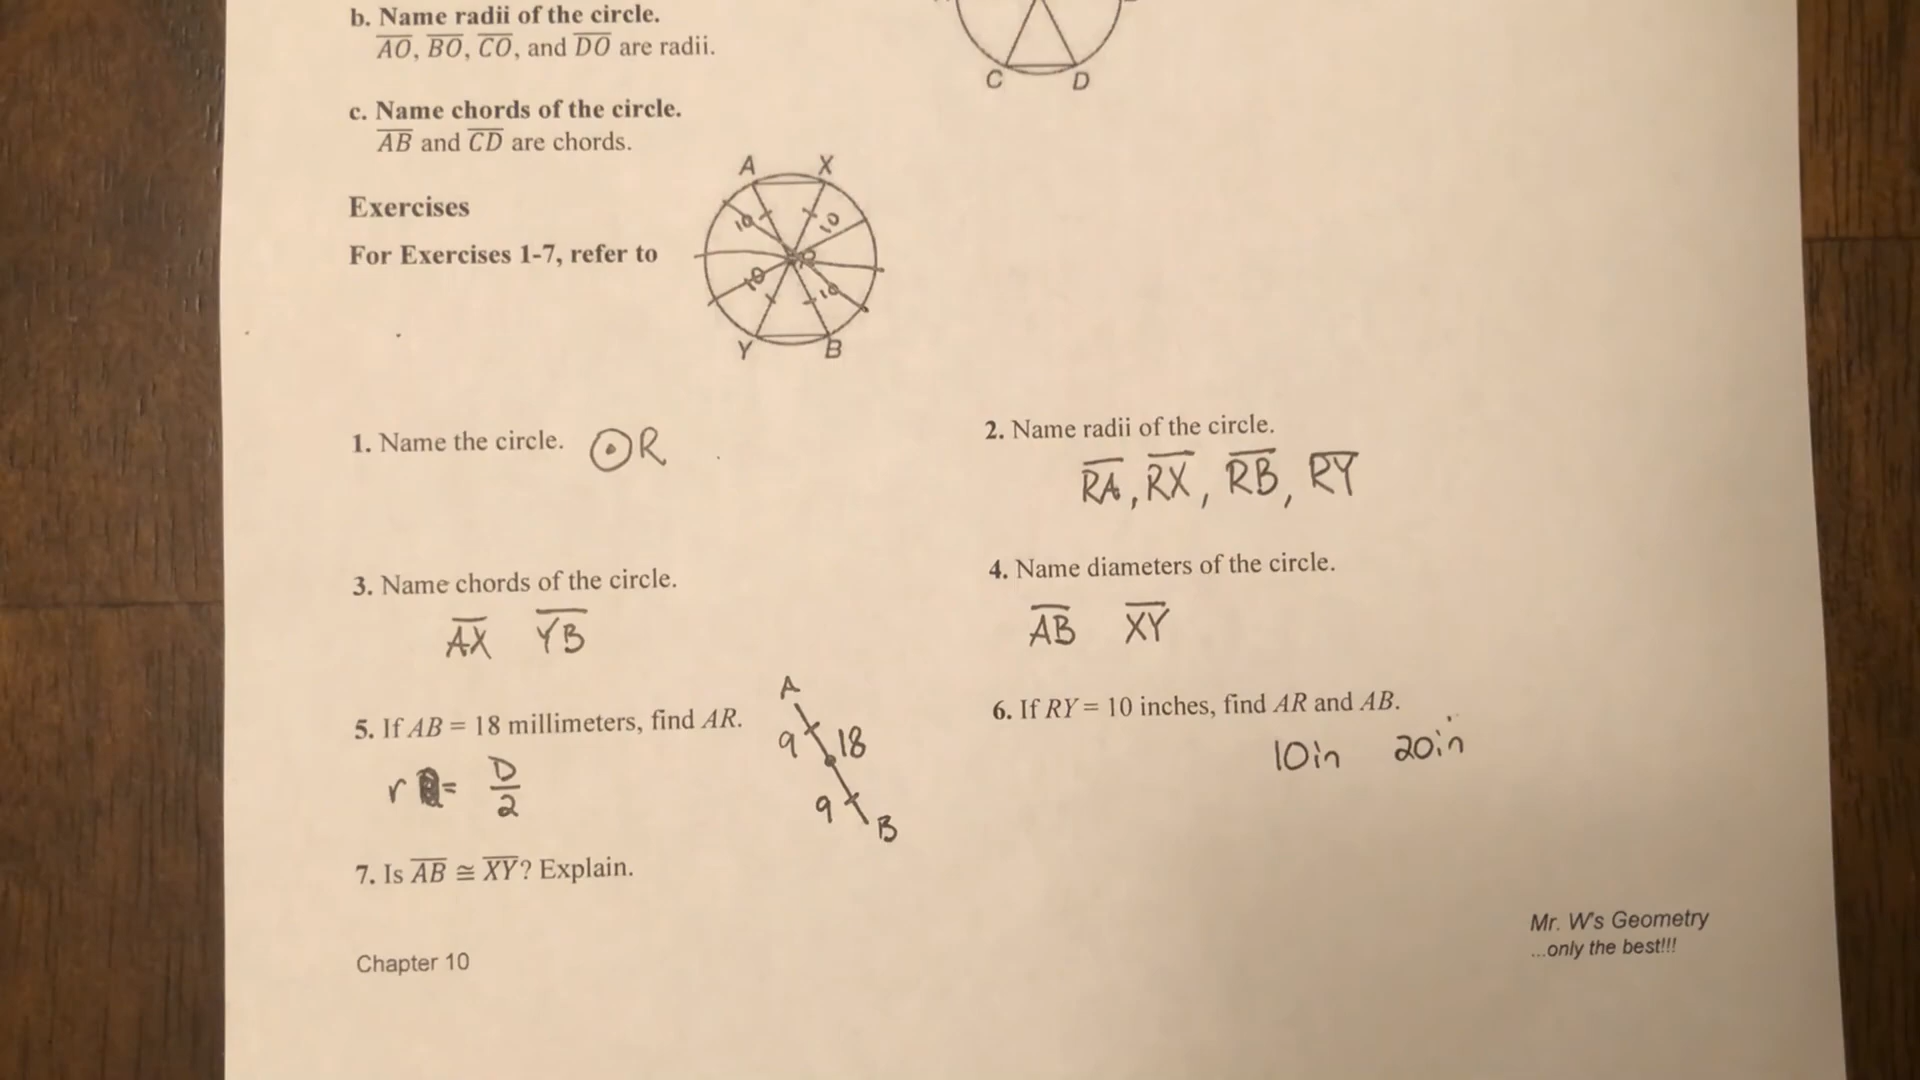 b. Name radii of the circle.
AO, BO, CO, and DO are radii.
C D
c. Name chords of the circle.
AB and CD are chords.
A X
Exercises
10 10
For Exercises 1-7, refer to
R
10 10
Y B
1. Name the circle. ⊙R
2. Name radii of the circle.
RA, RX, RB, RY
3. Name chords of the circle.
AX YB
4. Name diameters of the circle.
AB XY
5. If AB = 18 millimeters, find AR.
r = D/2
A
9 18
9 B
6. If RY = 10 inches, find AR and AB.
10in 20in
7. Is AB ≅ XY? Explain.
Mr. W's Geometry
...only the best!!!
Chapter 10